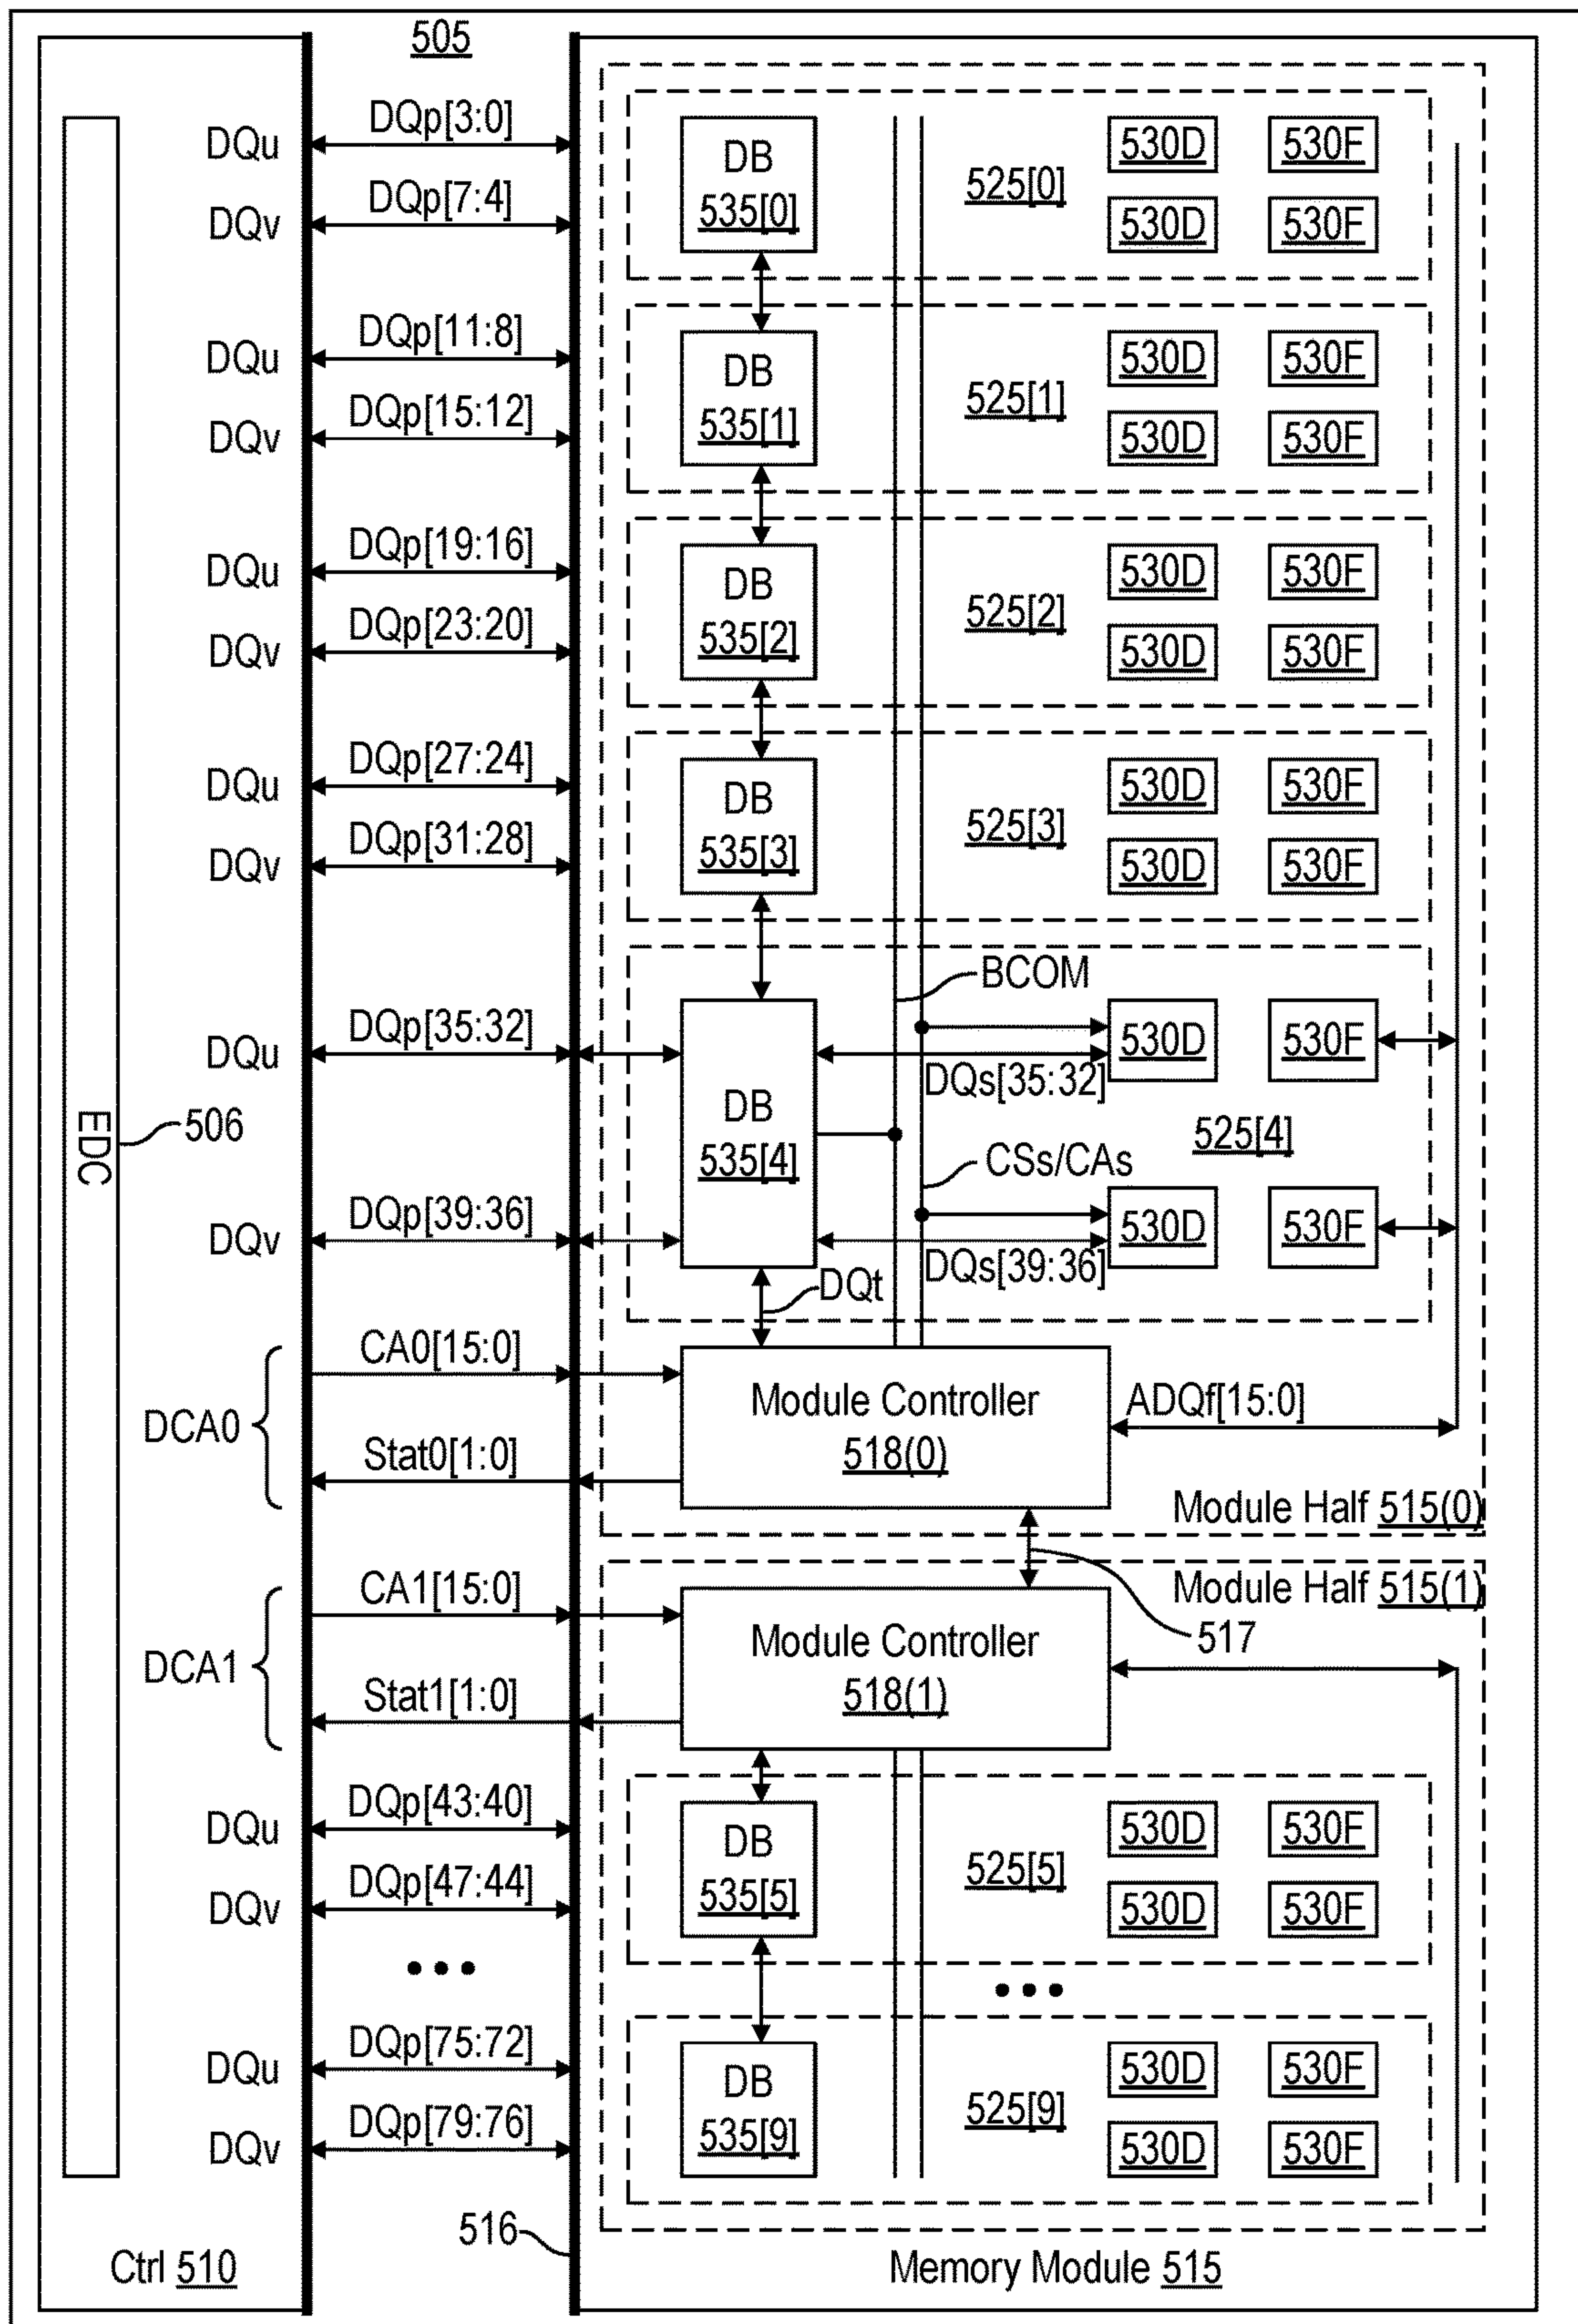 505
DQu DQp[3:0] DB 535[0] 525[0] 530D 530F
DQv DQp[7:4] 530D 530F
DQu DQp[11:8] DB 535[1] 525[1] 530D 530F
DQv DQp[15:12] 530D 530F
DQu DQp[19:16] DB 535[2] 525[2] 530D 530F
DQv DQp[23:20] 530D 530F
DQu DQp[27:24] DB 535[3] 525[3] 530D 530F
DQv DQp[31:28] 530D 530F
BCOM
DQu DQp[35:32] 530D 530F
DQs[35:32]
EDC 506 DB 535[4] 525[4]
CSs/CAs
DQv DQp[39:36] 530D 530F
DQs[39:36]
DQt
DCA0 CA0[15:0] Module Controller 518(0) ADQf[15:0]
Stat0[1:0]
Module Half 515(0)
DCA1 CA1[15:0] Module Controller 518(1) Module Half 515(1)
517
Stat1[1:0]
DQu DQp[43:40] DB 535[5] 525[5] 530D 530F
DQv DQp[47:44] 530D 530F
DQu DQp[75:72] DB 535[9] 525[9] 530D 530F
DQv DQp[79:76] 530D 530F
516
Ctrl 510 Memory Module 515